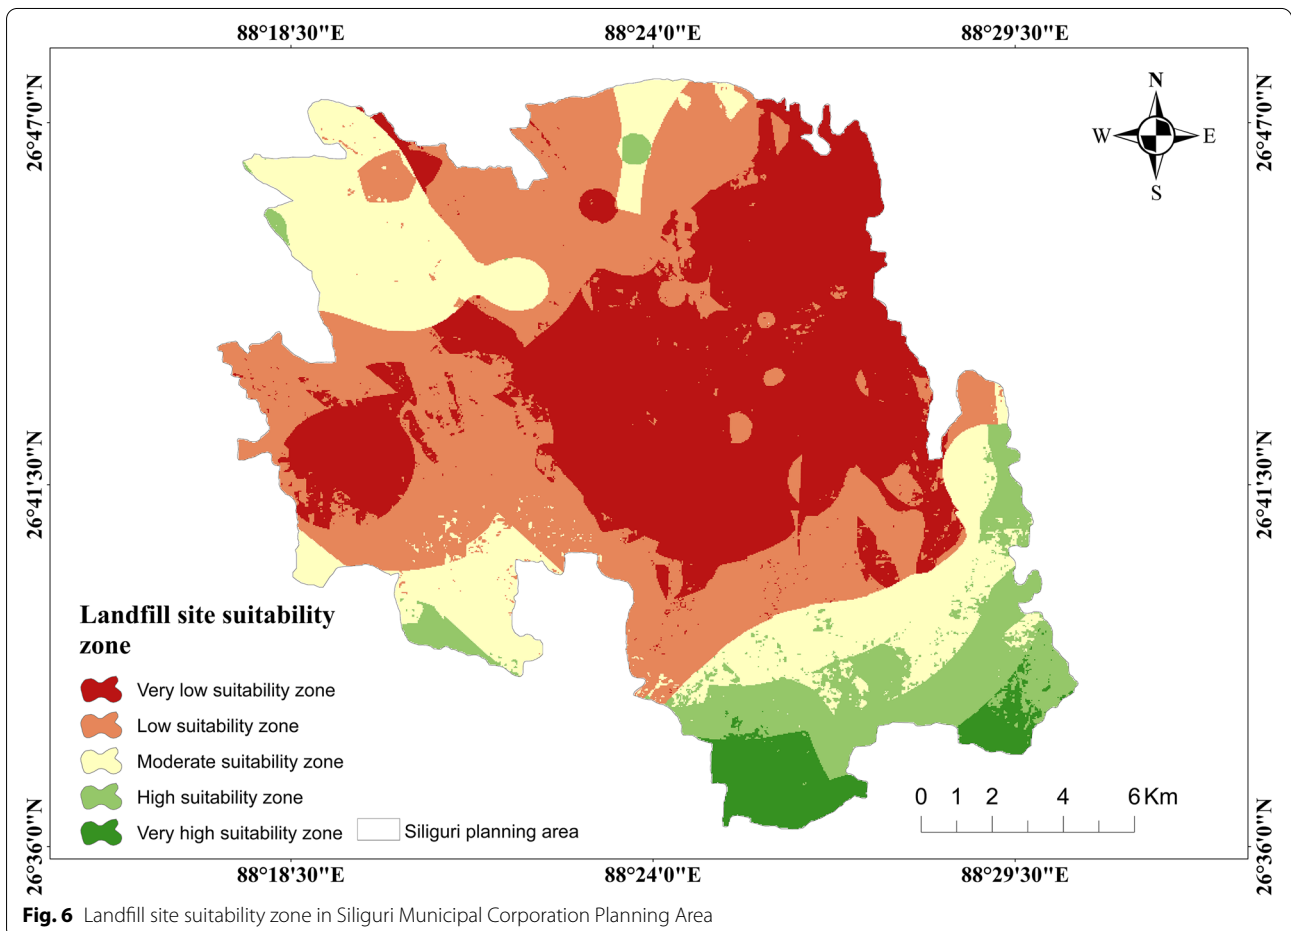 88°18'30"E 88°24'0"E 88°29'30"E
26°47'0"N 26°47'0"N
N
W E
S
26°41'30"N 26°41'30"N
Landfill site suitability
zone
Very low suitability zone
Low suitability zone
Moderate suitability zone
High suitability zone
Very high suitability zone Siliguri planning area
0 1 2 4 6 Km
26°36'0"N 26°36'0"N
88°18'30"E 88°24'0"E 88°29'30"E
Fig. 6 Landfill site suitability zone in Siliguri Municipal Corporation Planning Area